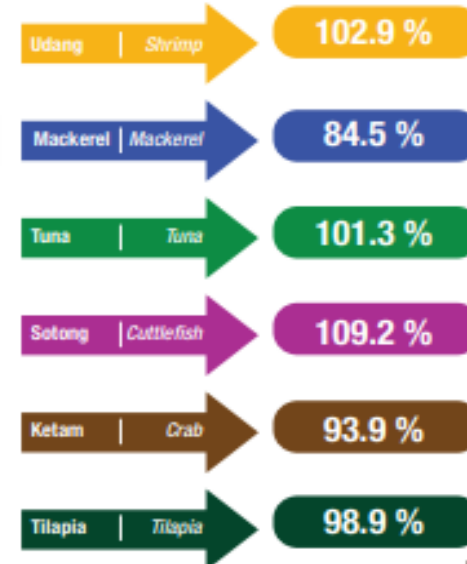 Udang | Shrimp 102.9 %
Mackerel | Mackerel 84.5 %
Tuna | Tuna 101.3 %
Sotong | Cuttlefish 109.2 %
Ketam | Crab 93.9 %
Tilapia | Tilapia 98.9 %